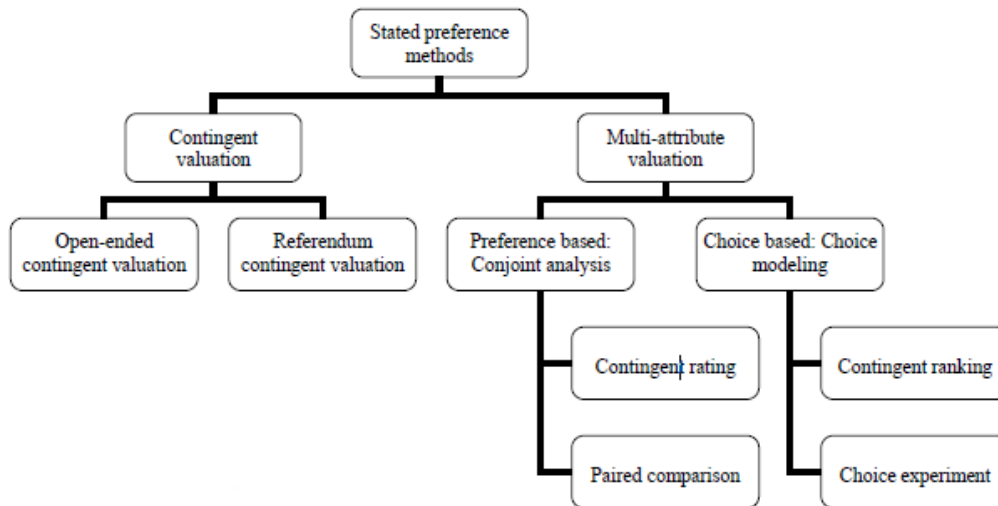 Stated preference
methods
Contingent
valuation
Multi-attribute
valuation
Open-ended
contingent valuation
Referendum
contingent valuation
Preference based:
Conjoint analysis
Choice based: Choice
modeling
Contingent rating
Contingent ranking
Paired comparison
Choice experiment